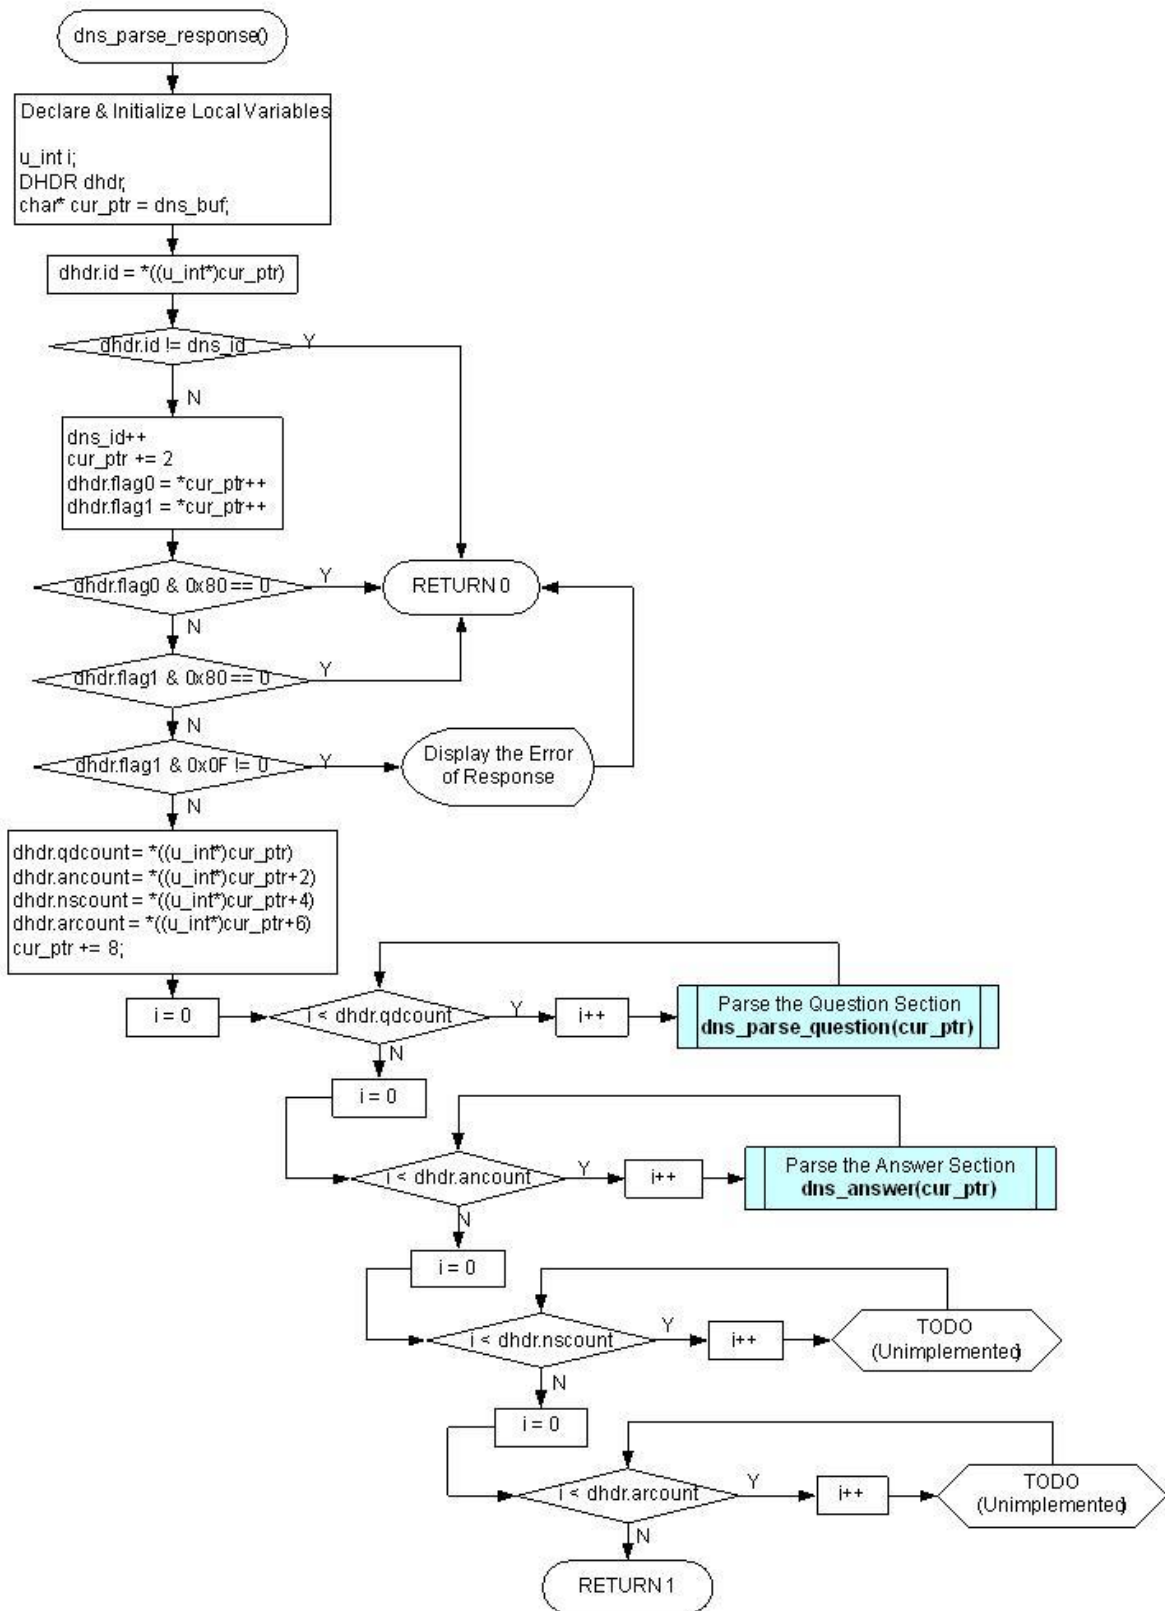 dns_parse_response()
Declare & Initialize Local Variables
u_int i;
DHDR dhdr,
char* cur_ptr = dns_buf;
dhdr.id = *((u_int*)cur_ptr)
dhdr.id != dns_id
Y
N
dns_id++
cur_ptr += 2
dhdr.flag0 = *cur_ptr++
dhdr.flag1 = *cur_ptr++
dhdr.flag0 & 0x80 == 0
Y
RETURN 0
N
dhdr.flag1 & 0x80 == 0
Y
N
dhdr.flag1 & 0x0F != 0
Y
Display the Error
of Response
N
dhdr.qdcount = *((u_int*)cur_ptr)
dhdr.ancount = *((u_int*)cur_ptr+2)
dhdr.nscount = *((u_int*)cur_ptr+4)
dhdr.arcount = *((u_int*)cur_ptr+6)
cur_ptr += 8;
i = 0
i < dhdr.qdcount
Y
i++
Parse the Question Section
dns_parse_question(cur_ptr)
N
i = 0
i < dhdr.ancount
Y
i++
Parse the Answer Section
dns_answer(cur_ptr)
N
i = 0
i < dhdr.nscount
Y
i++
TODO
(Unimplemented)
N
i = 0
i < dhdr.arcount
Y
i++
TODO
(Unimplemented)
N
RETURN 1